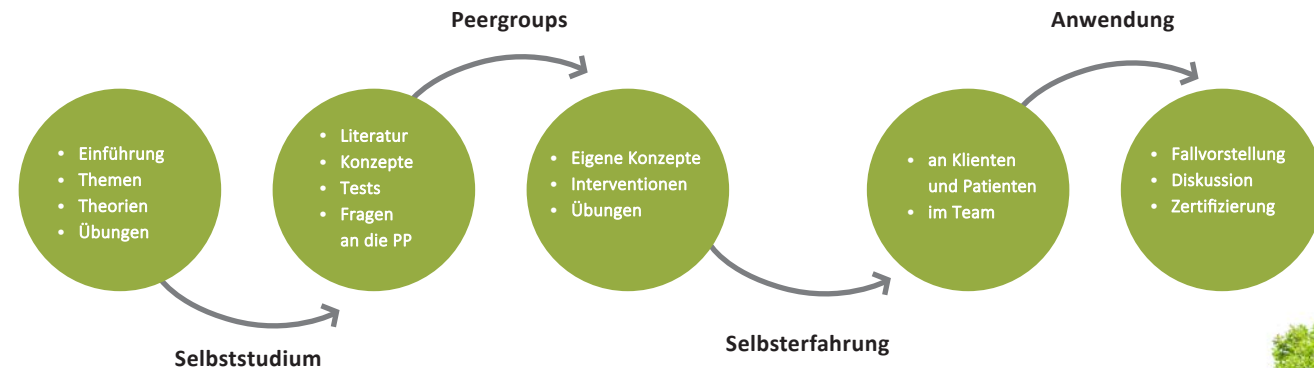 Peergroups
Anwendung
• Einführung
• Themen
• Theorien
• Übungen
• Literatur
• Konzepte
• Tests
• Fragen
an die PP
• Eigene Konzepte
• Interventionen
• Übungen
• an Klienten
und Patienten
• im Team
• Fallvorstellung
• Diskussion
• Zertifizierung
Selbststudium
Selbsterfahrung